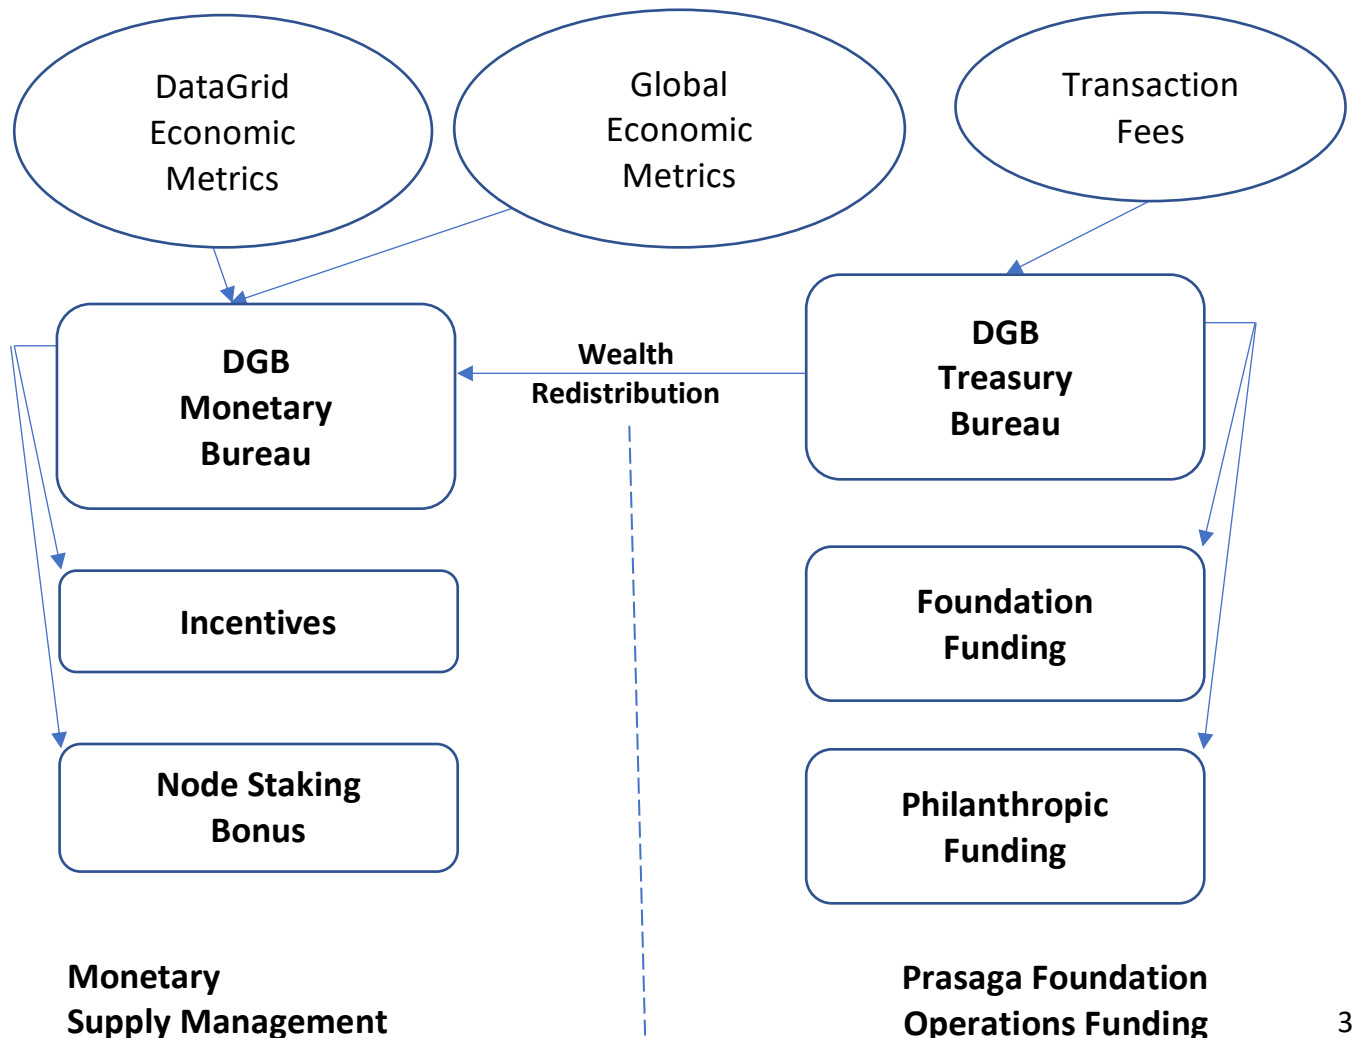 DataGrid
Economic
Metrics
Global
Economic
Metrics
Transaction
Fees
DGB
Monetary
Bureau
Wealth
Redistribution
DGB
Treasury
Bureau
Incentives
Foundation
Funding
Node Staking
Bonus
Philanthropic
Funding
Monetary
Supply Management
Prasaga Foundation
Operations Funding
3